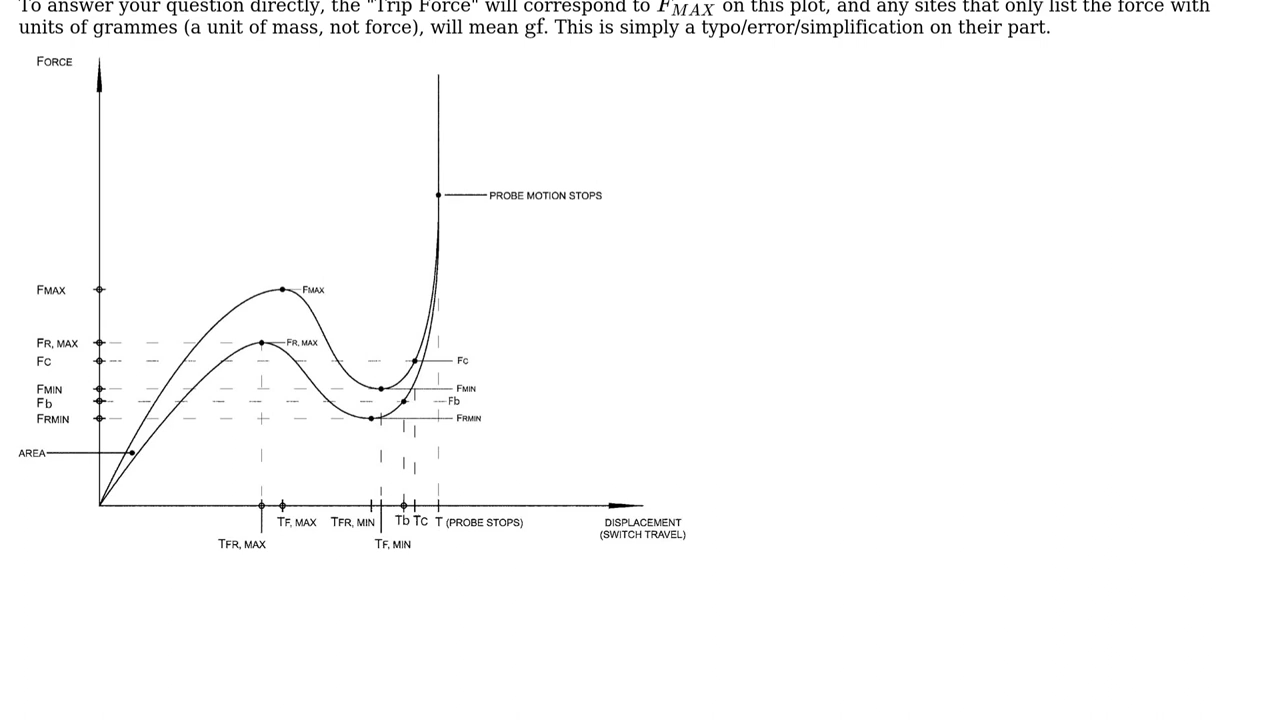 To answer your question directly, the "Trip Force" will correspond to FMAX on this plot, and any sites that only list the force with
units of grammes (a unit of mass, not force), will mean gf. This is simply a typo/error/simplification on their part.
FORCE
PROBE MOTION STOPS
FMAX
FMAX
FR, MAX
FR, MAX
FC
FC
FMIN
FMIN
Fb
Fb
FRMIN
FRMIN
AREA
TF, MAX
TFR, MIN
Tb
TC
T (PROBE STOPS)
DISPLACEMENT
(SWITCH TRAVEL)
TFR, MAX
TF, MIN